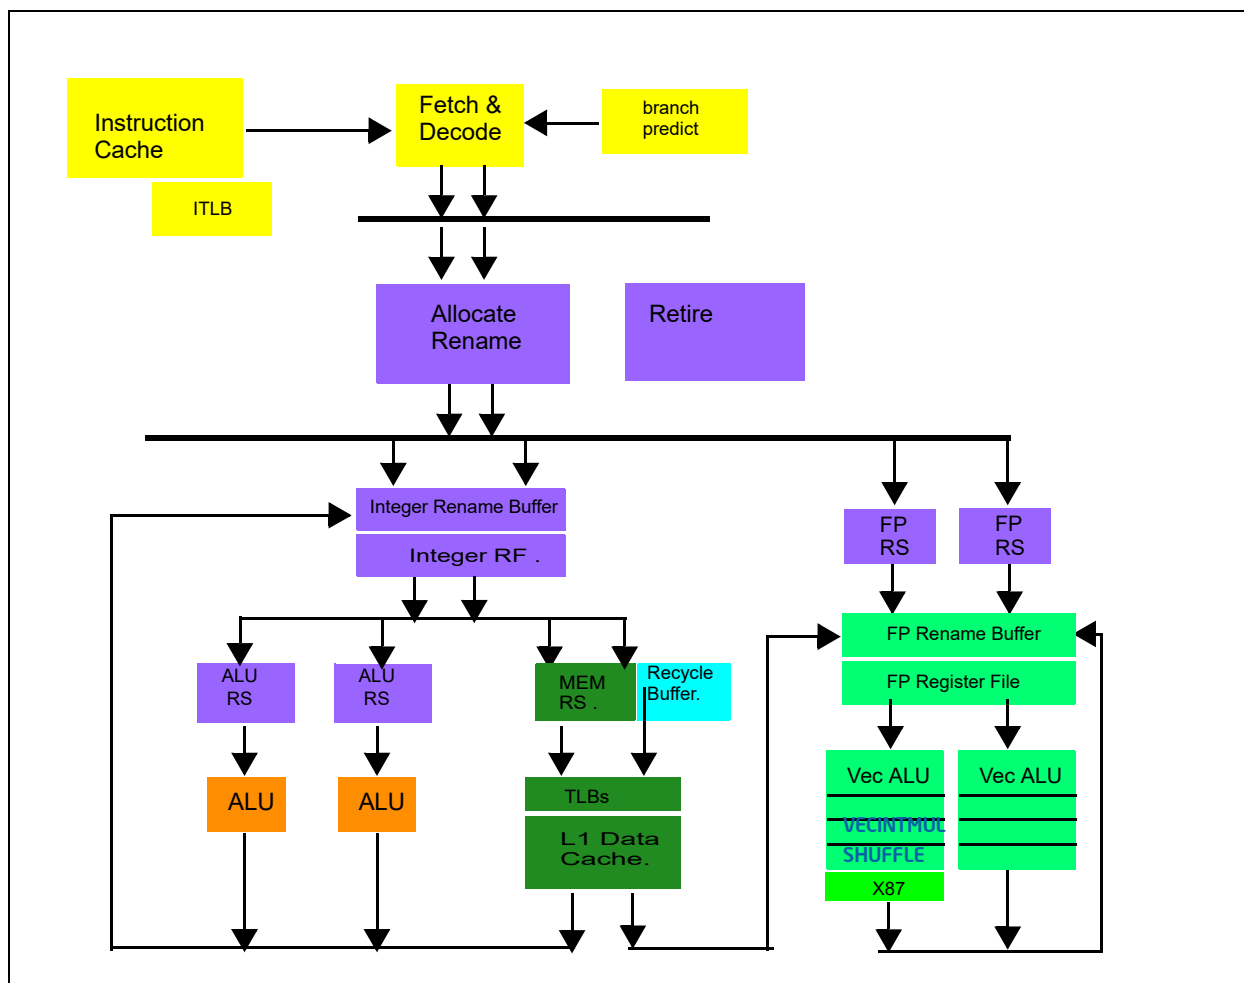 Instruction
Cache
Fetch &
Decode
branch
predict
ITLB
Allocate
Rename
Retire
Integer Rename Buffer
Integer RF .
FP
RS
FP
RS
ALU
RS
ALU
RS
MEM
RS .
Recycle
Buffer.
FP Rename Buffer
FP Register File
ALU
ALU
TLBs
L1 Data
Cache.
Vec ALU
VECINTMUL
SHUFFLE
X87
Vec ALU